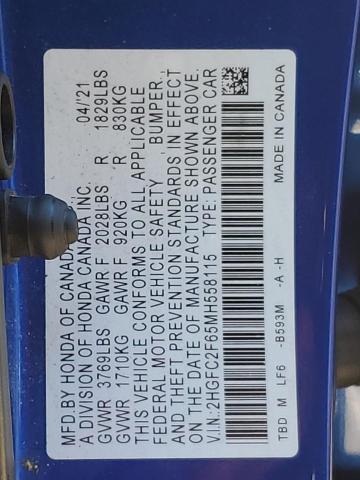 MFD.BY HONDA OF CANADA 04/'21
A DIVISION OF HONDA CANADA INC.
GVWR 3769LBS GAWR F 2028LBS R 1829LBS
GVWR 1710KG GAWR F 920KG R 830KG
THIS VEHICLE CONFORMS TO ALL APPLICABLE
FEDERAL MOTOR VEHICLE SAFETY, BUMPER,
AND THEFT PREVENTION STANDARDS IN EFFECT
ON THE DATE OF MANUFACTURE SHOWN ABOVE.
V.I.N.:2HGFC2F65MH558115 TYPE: PASSENGER CAR
TBD M LF6 -B593M -A -H MADE IN CANADA